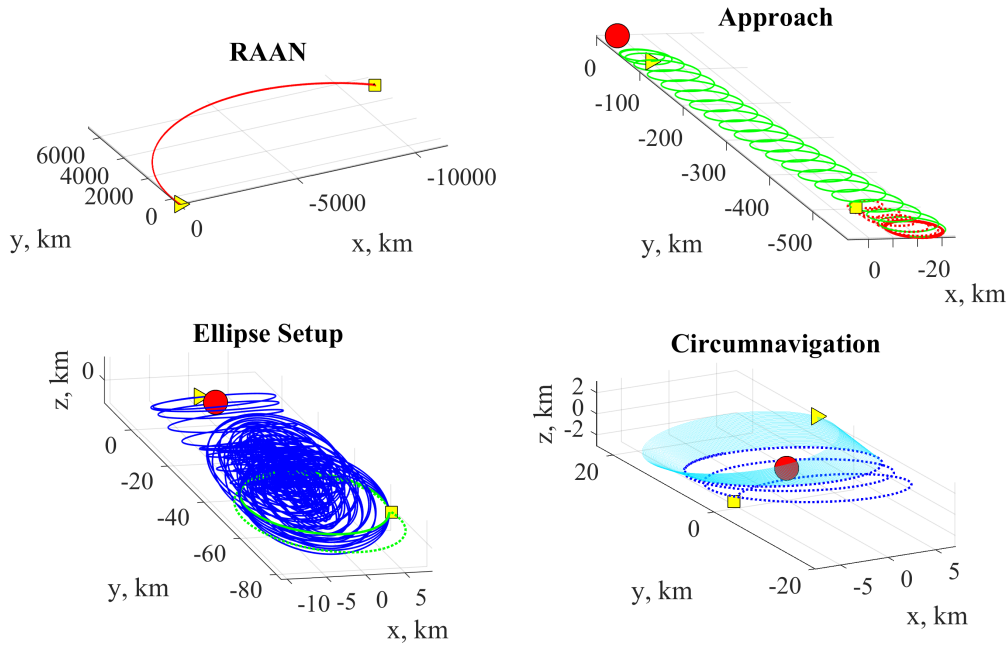 RAAN
6000
4000
2000
0
0
-5000
-10000
y, km
x, km
Approach
0
-100
-200
-300
-400
-500
0
-20
y, km
x, km
Ellipse Setup
z, km
0
0
-20
-40
-60
-80
-10
-5
0
5
y, km
x, km
Circumnavigation
z, km
2
0
-2
20
0
-20
-5
0
5
y, km
x, km